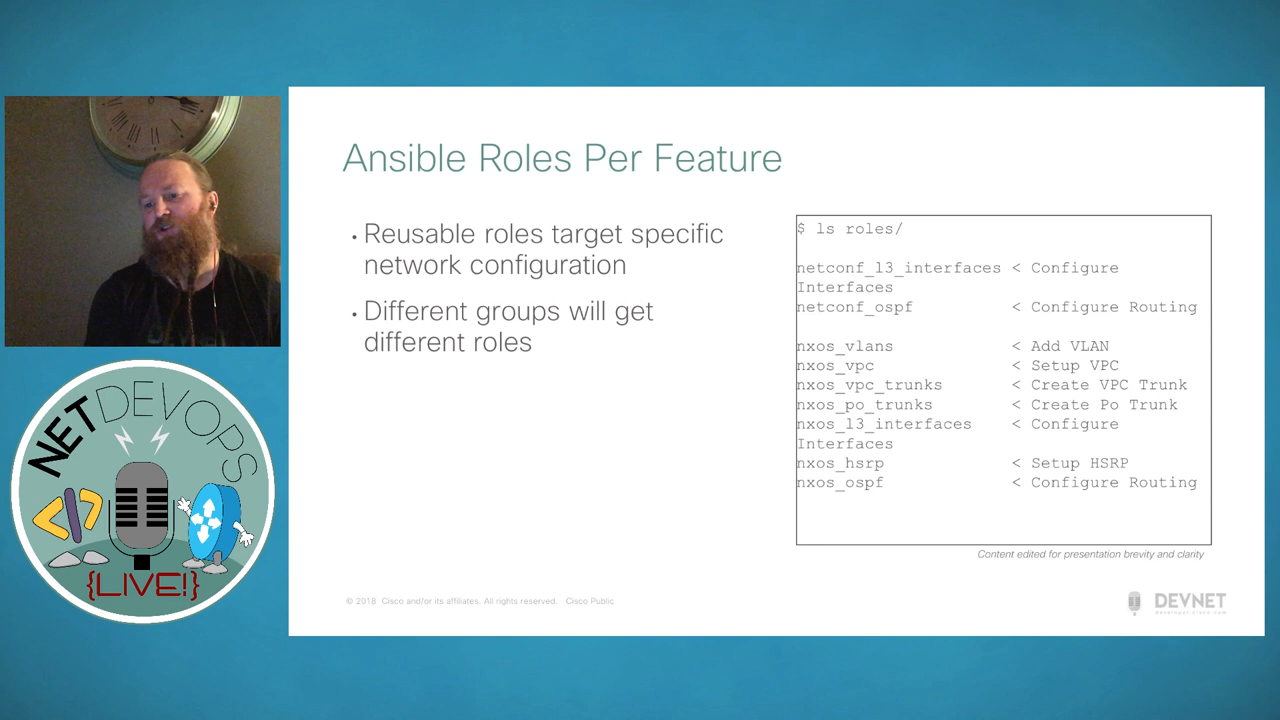 Ansible Roles Per Feature
• Reusable roles target specific
network configuration
• Different groups will get
different roles
$ ls roles/
netconf_l3_interfaces < Configure
Interfaces
netconf_ospf < Configure Routing
nxos_vlans < Add VLAN
nxos_vpc < Setup VPC
nxos_vpc_trunks < Create VPC Trunk
nxos_po_trunks < Create Po Trunk
nxos_l3_interfaces < Configure
Interfaces
nxos_hsrp < Setup HSRP
nxos_ospf < Configure Routing
Content edited for presentation brevity and clarity
© 2018 Cisco and/or its affiliates. All rights reserved. Cisco Public
DEVNET
developer.cisco.com
NETDEVOPS
</>
{LIVE!}